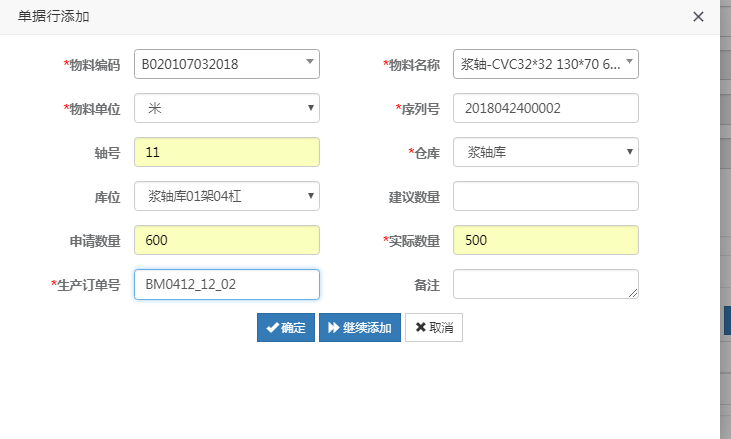 单据行添加
*物料编码 B020107032018 *物料名称 浆轴-CVC32*32 130*70 6...
*物料单位 米 *序列号 2018042400002
轴号 11 *仓库 浆轴库
库位 浆轴库01架04杠 建议数量
申请数量 600 *实际数量 500
*生产订单号 BM0412_12_02 备注
确定 继续添加 取消